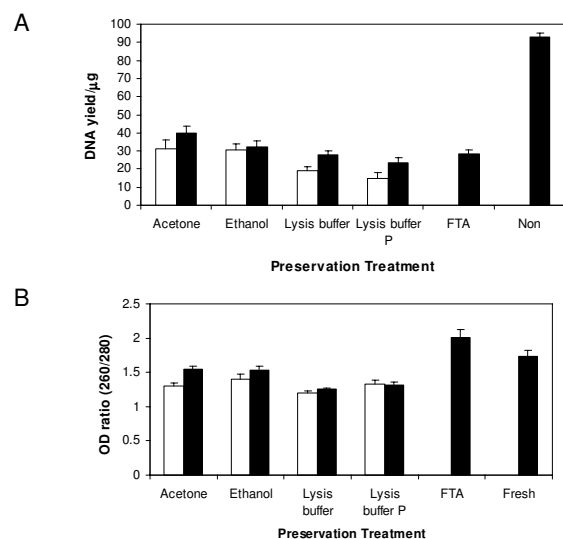 A
DNA yield/µg
100
90
80
70
60
50
40
30
20
10
0
Acetone Ethanol Lysis buffer Lysis buffer P FTA Non
Preservation Treatment
B
OD ratio (260/280)
2.5
2
1.5
1
0.5
0
Acetone Ethanol Lysis buffer Lysis buffer P FTA Fresh
Preservation Treatment